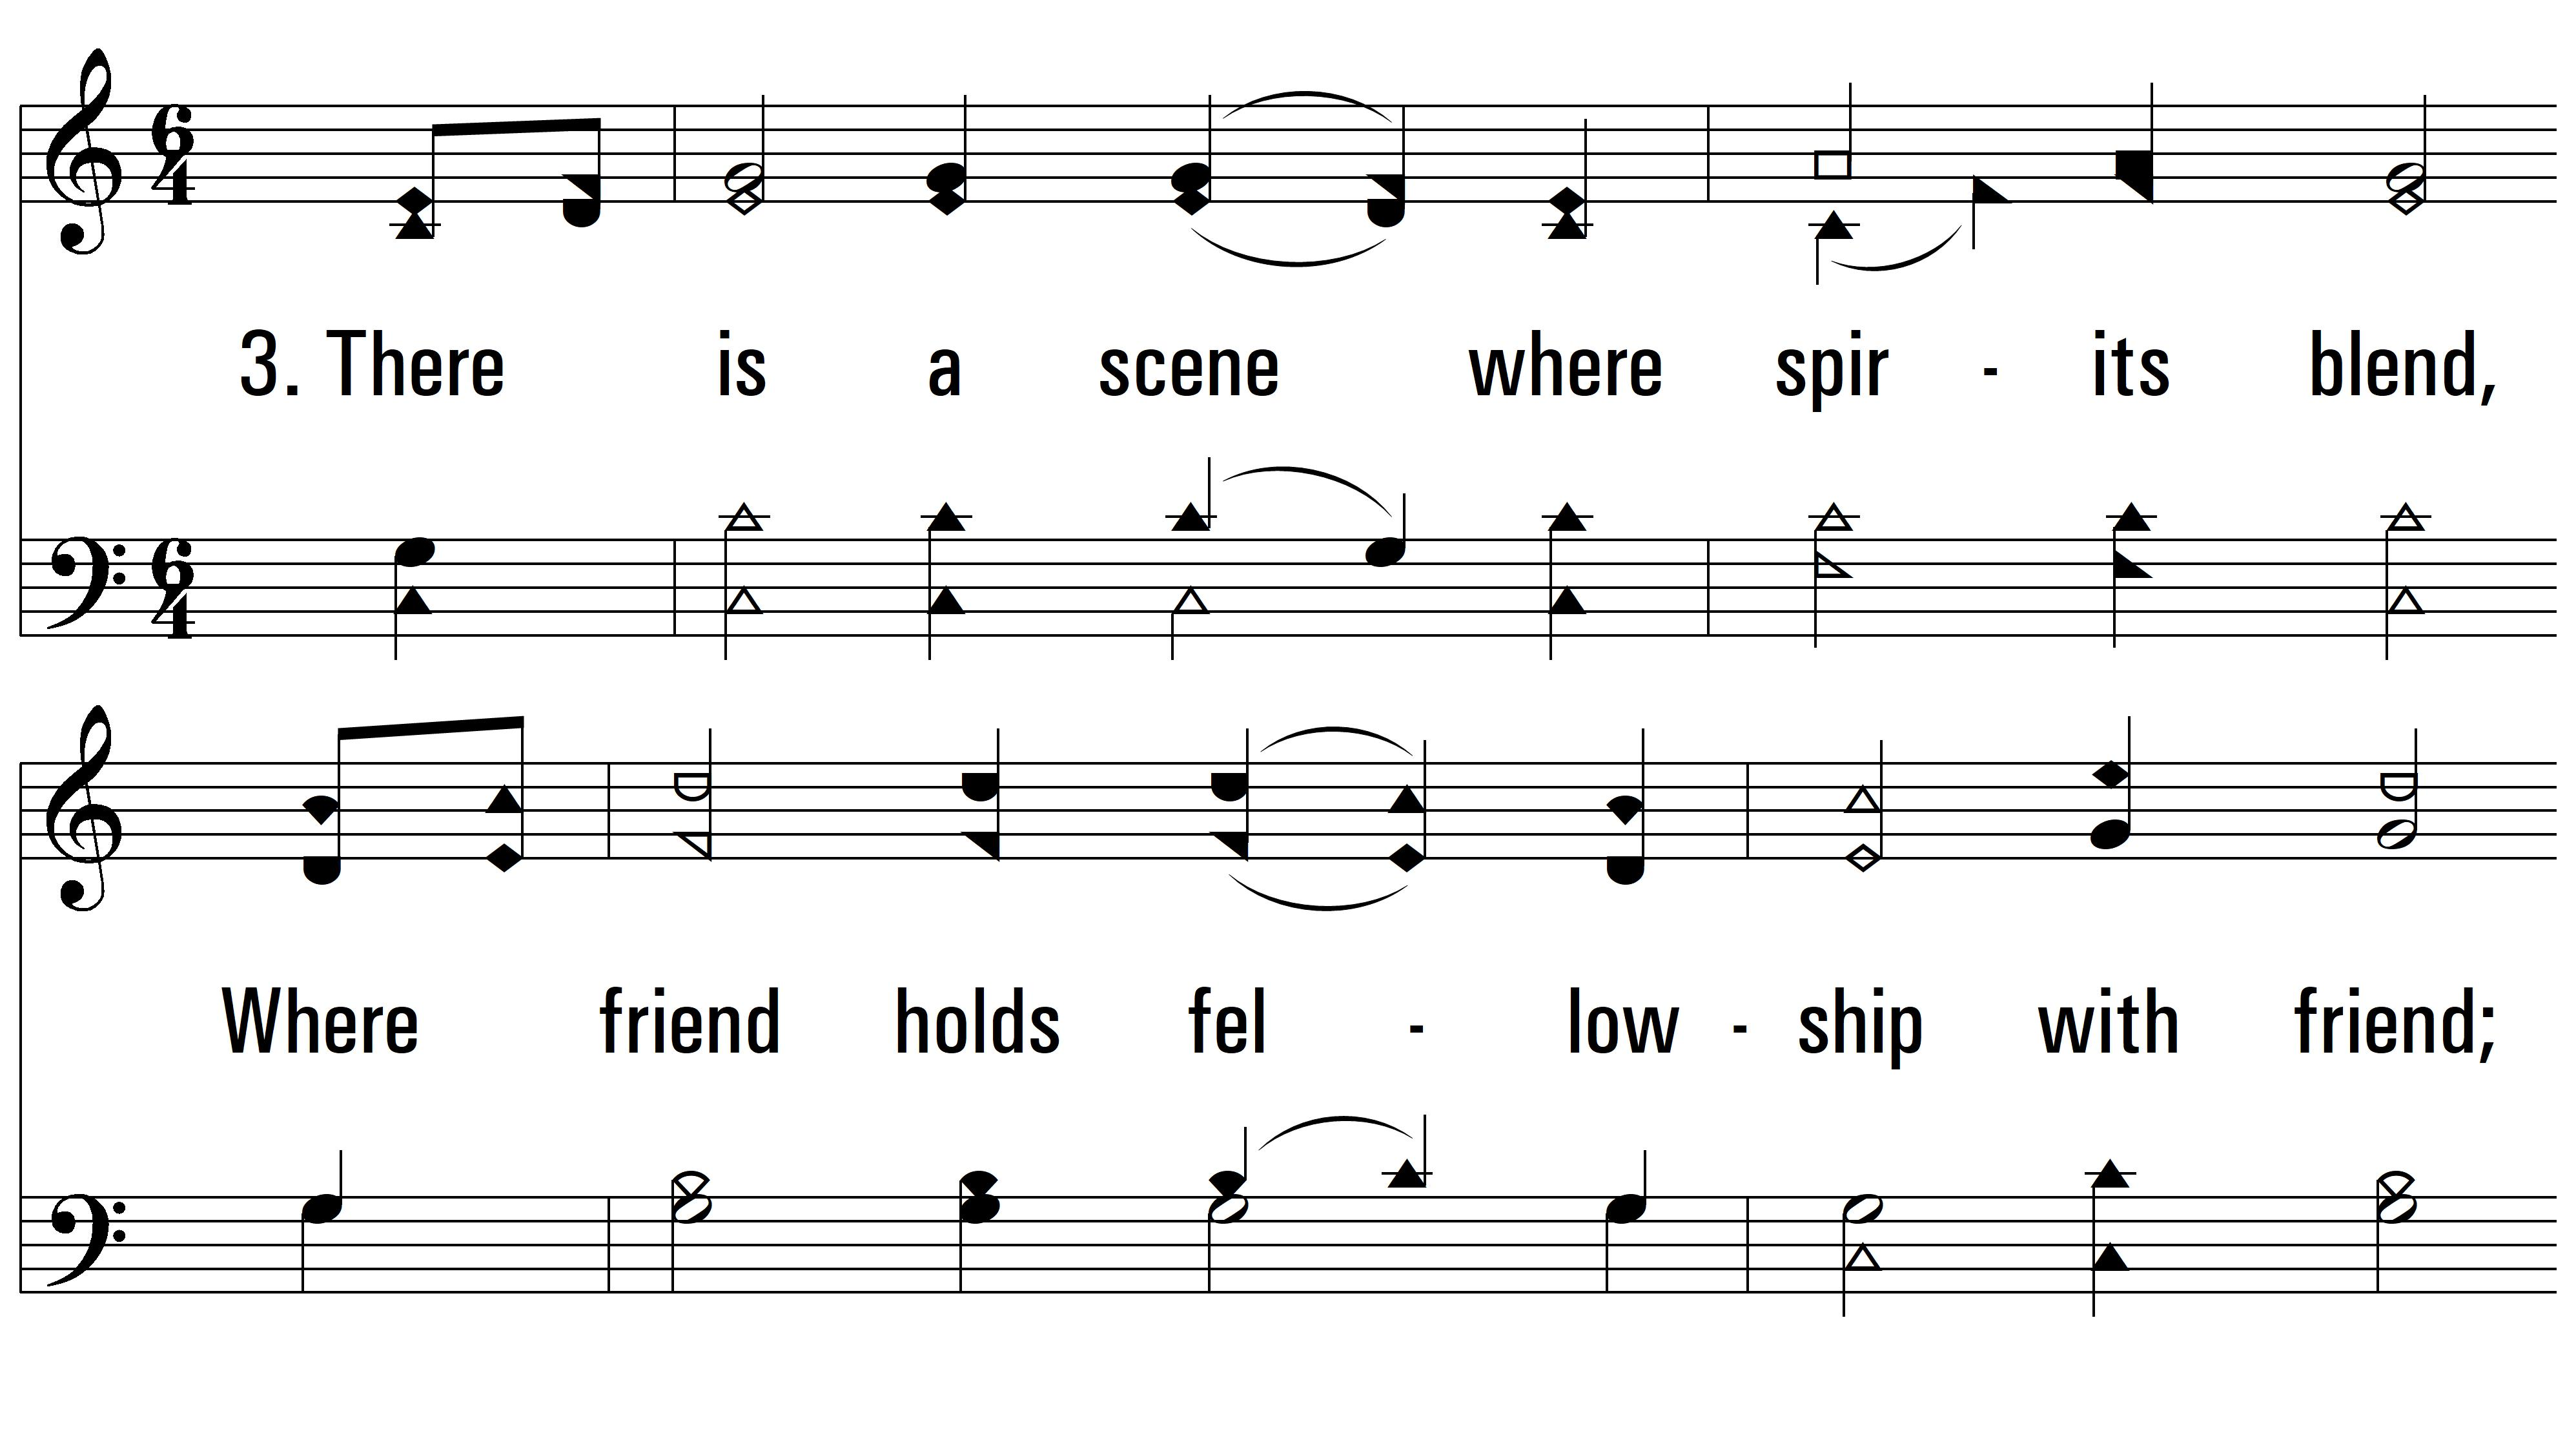 3. There is a scene where spir - its blend,
Where friend holds fel - low - ship with friend;